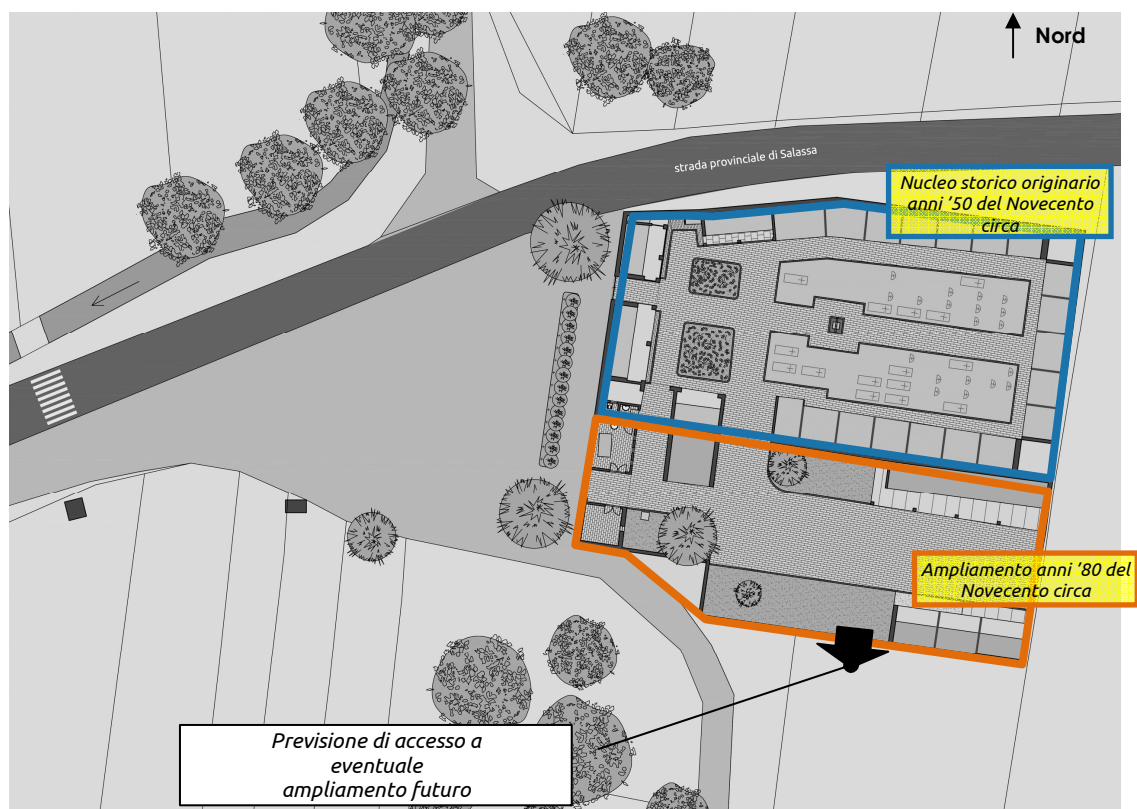 Nord
strada provinciale di Salassa
Nucleo storico originario
anni '50 del Novecento
circa
Ampliamento anni '80 del
Novecento circa
Previsione di accesso a
eventuale
ampliamento futuro